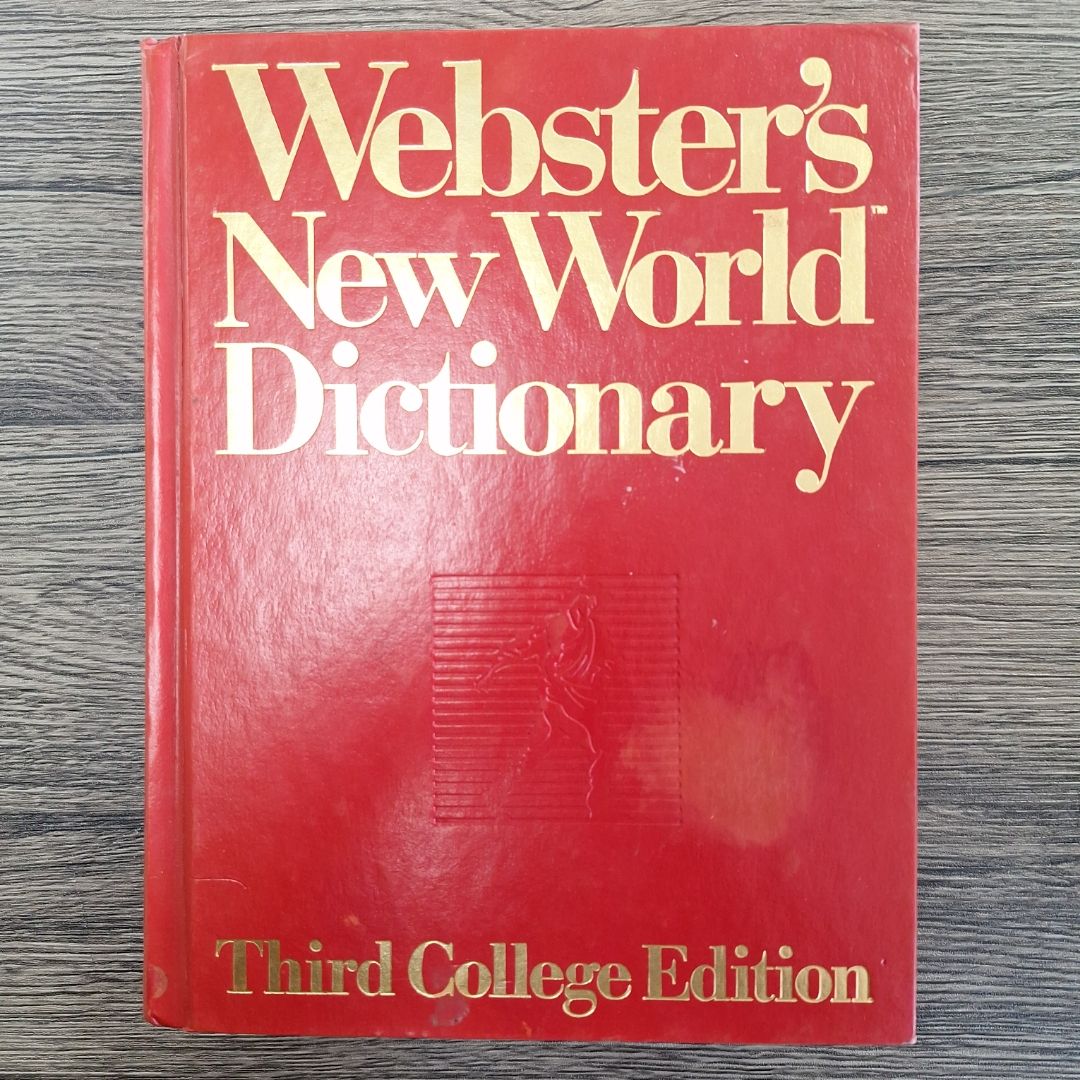 Webster's
New World™
Dictionary
Third College Edition